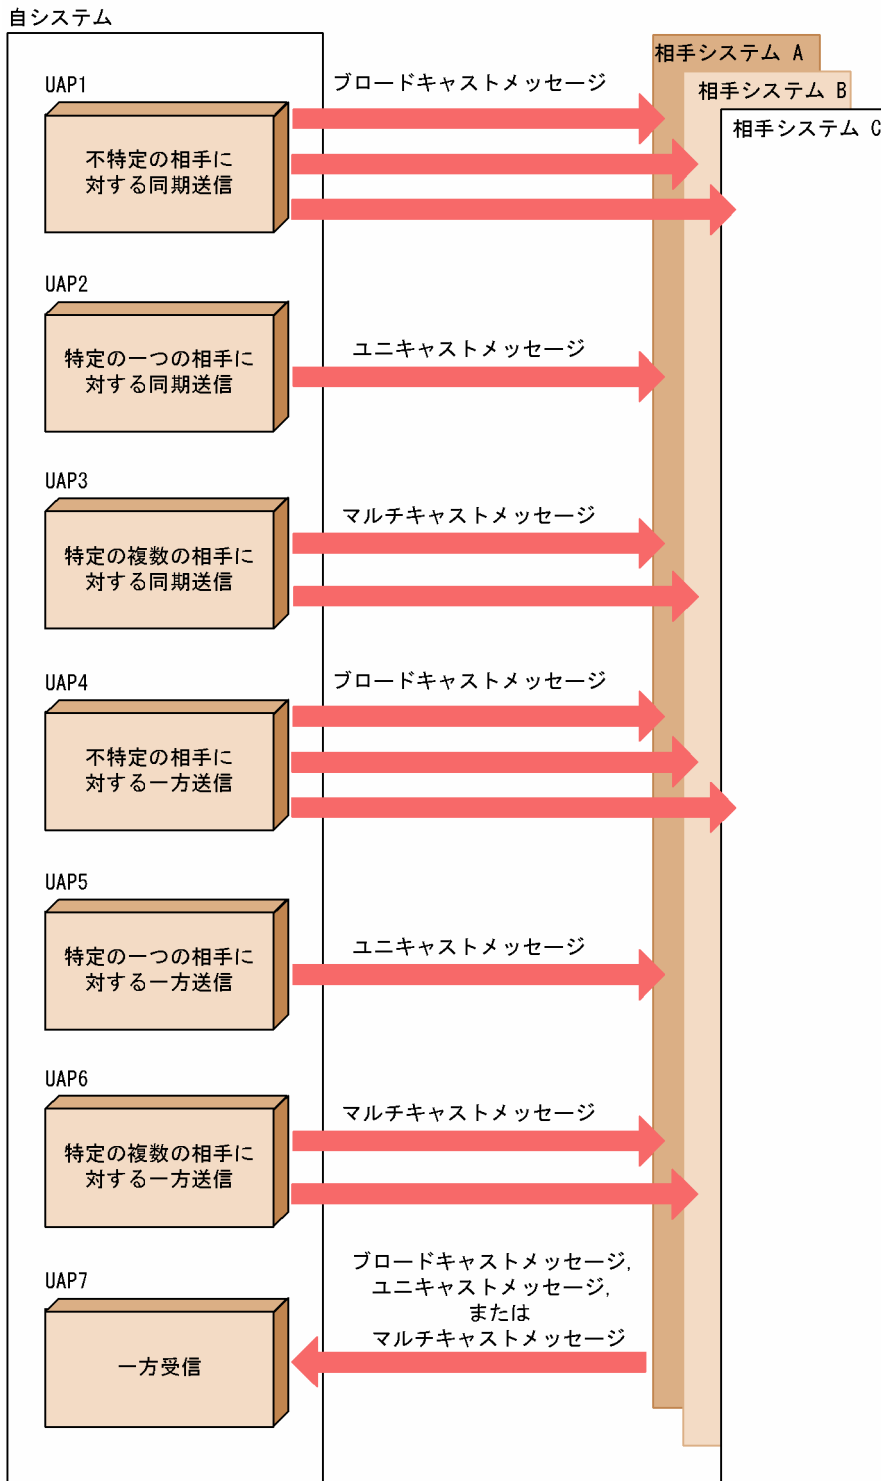 自システム
相手システム A
相手システム B
相手システム C
UAP1
ブロードキャストメッセージ
不特定の相手に
対する同期送信
UAP2
ユニキャストメッセージ
特定の一つの相手に
対する同期送信
UAP3
マルチキャストメッセージ
特定の複数の相手に
対する同期送信
UAP4
ブロードキャストメッセージ
不特定の相手に
対する一方送信
UAP5
ユニキャストメッセージ
特定の一つの相手に
対する一方送信
UAP6
マルチキャストメッセージ
特定の複数の相手に
対する一方送信
UAP7
ブロードキャストメッセージ,
ユニキャストメッセージ,
または
マルチキャストメッセージ
一方受信